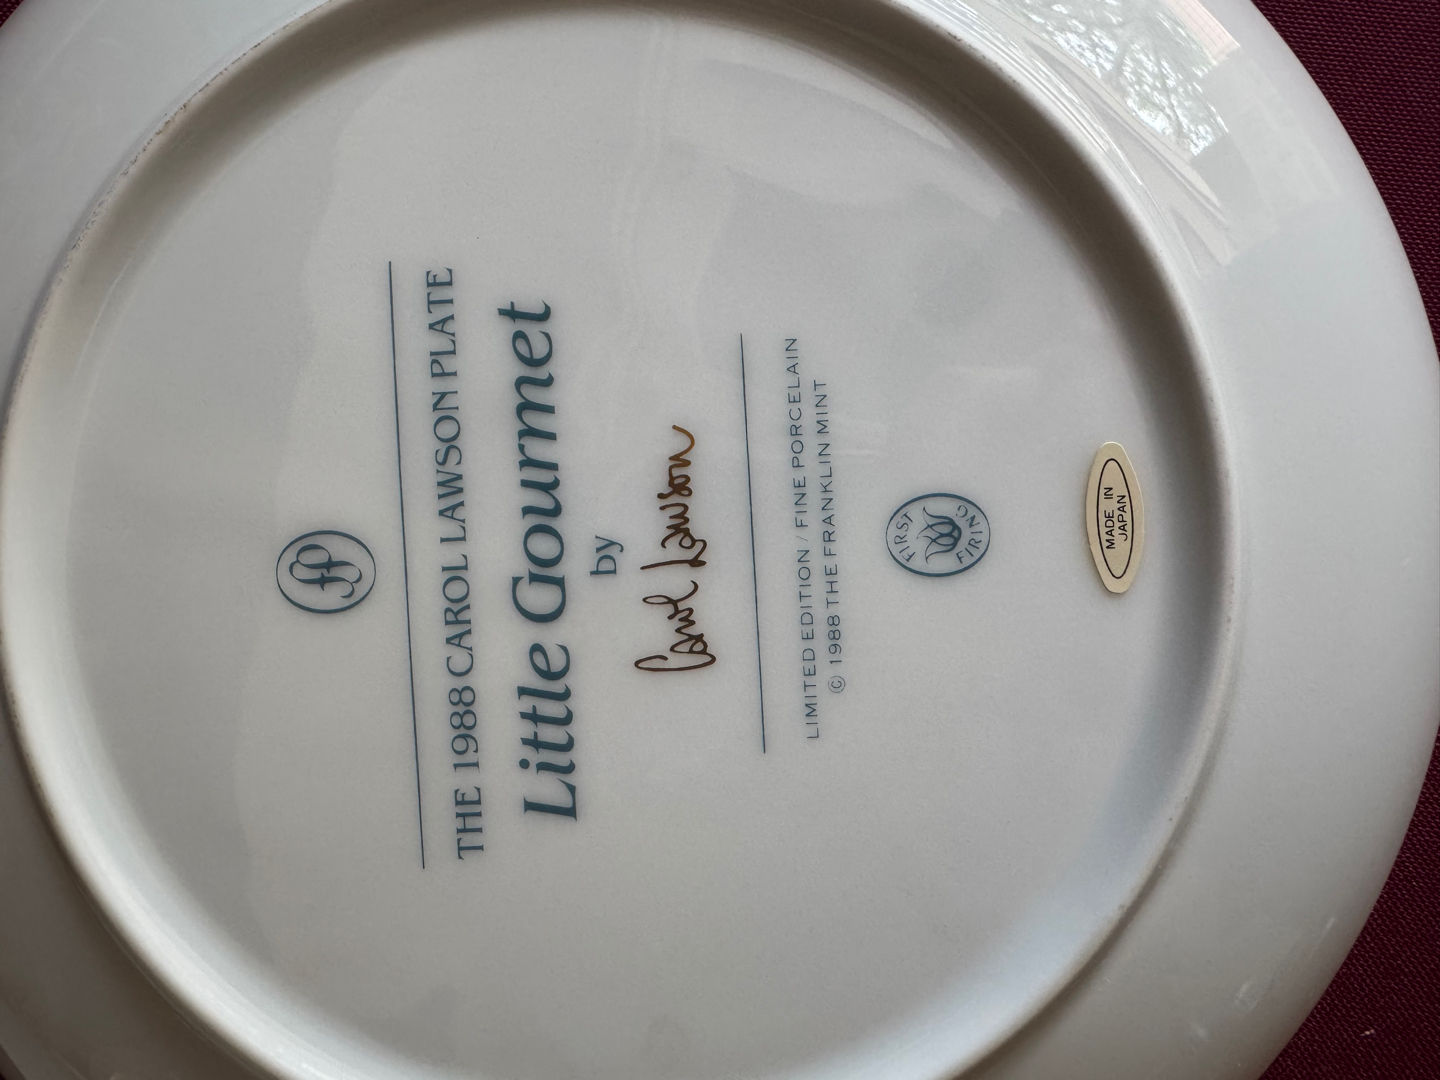 THE 1988 CAROL LAWSON PLATE
Little Gourmet
by
Carol Lawson
LIMITED EDITION / FINE PORCELAIN
© 1988 THE FRANKLIN MINT
FIRST
FIRING
MADE IN
JAPAN